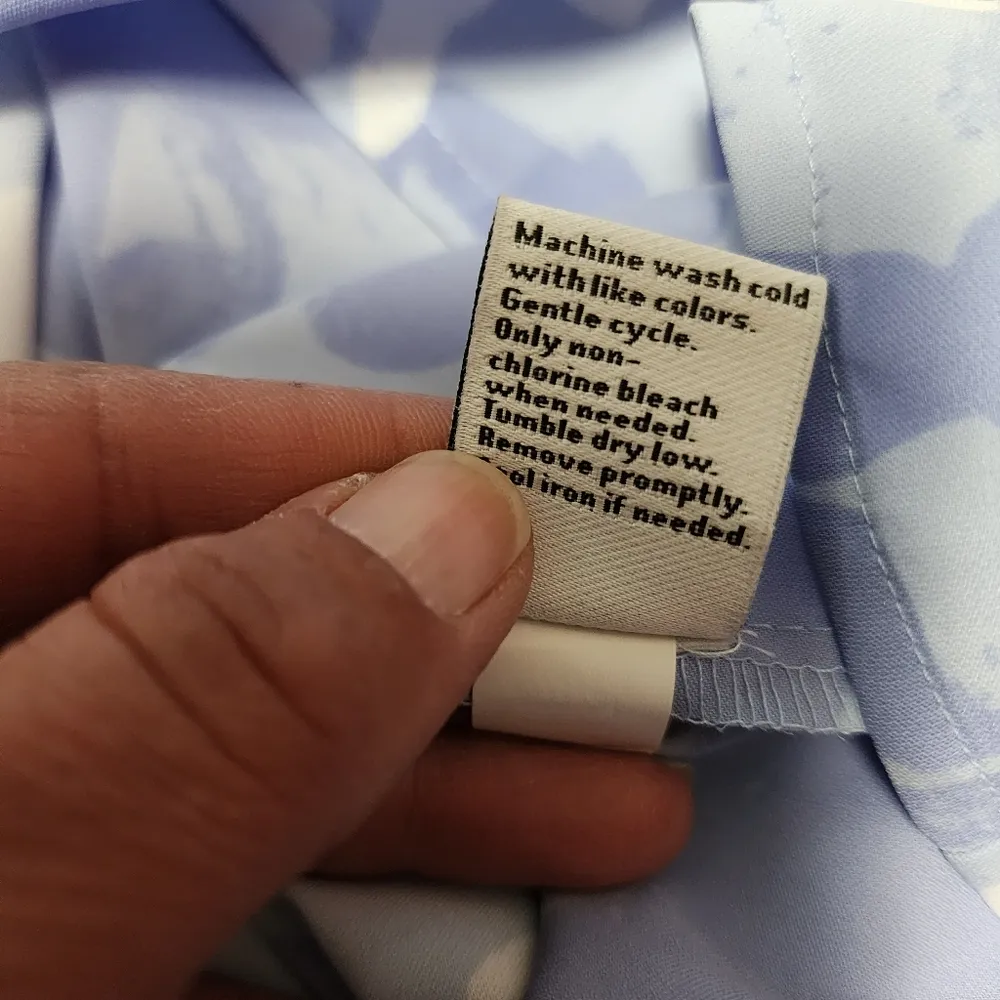 Machine wash cold
with like colors.
Gentle cycle.
Only non-
chlorine bleach
when needed.
Tumble dry low.
Remove promptly.
iron if needed.